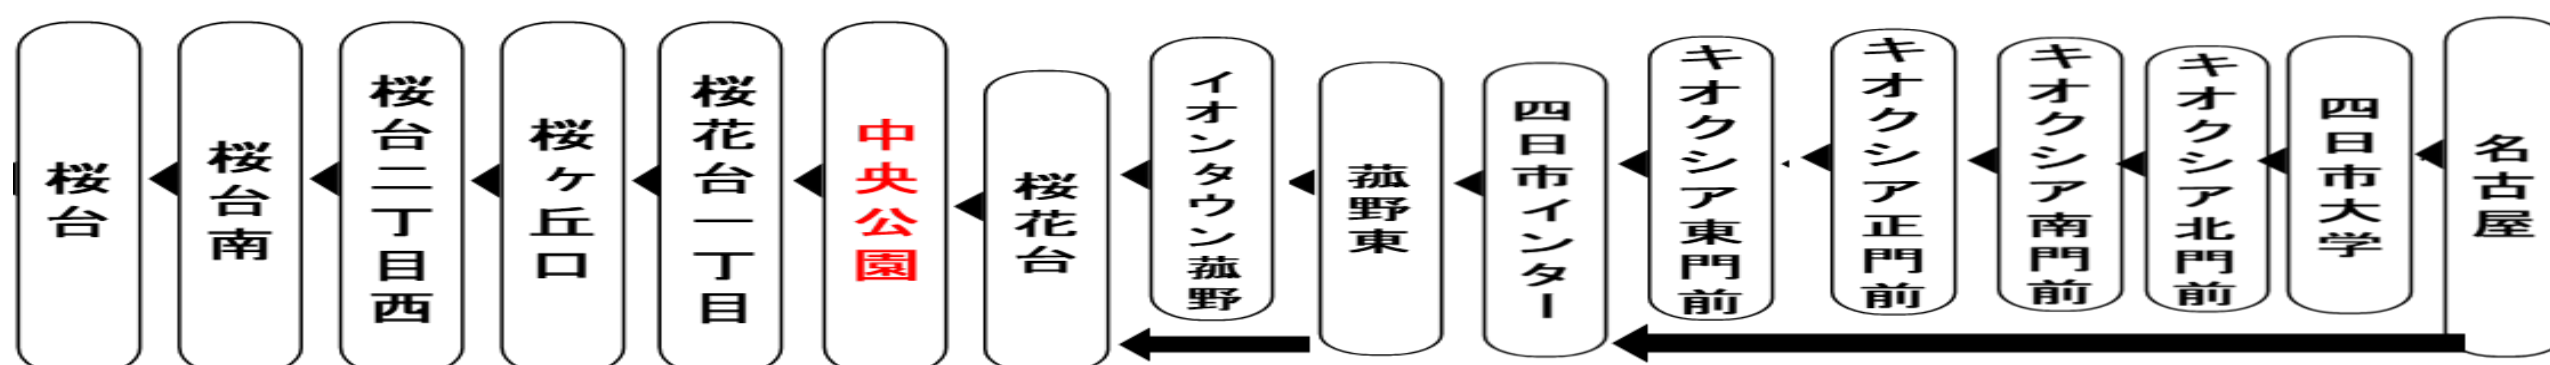 名古屋
四日市大学
キオクシア北門前
キオクシア南門前
キオクシア正門前
キオクシア東門前
四日市インター
菰野東
イオンタウン菰野
桜花台
中央公園
桜花台一丁目
桜ヶ丘口
桜台二丁目西
桜台南
桜台